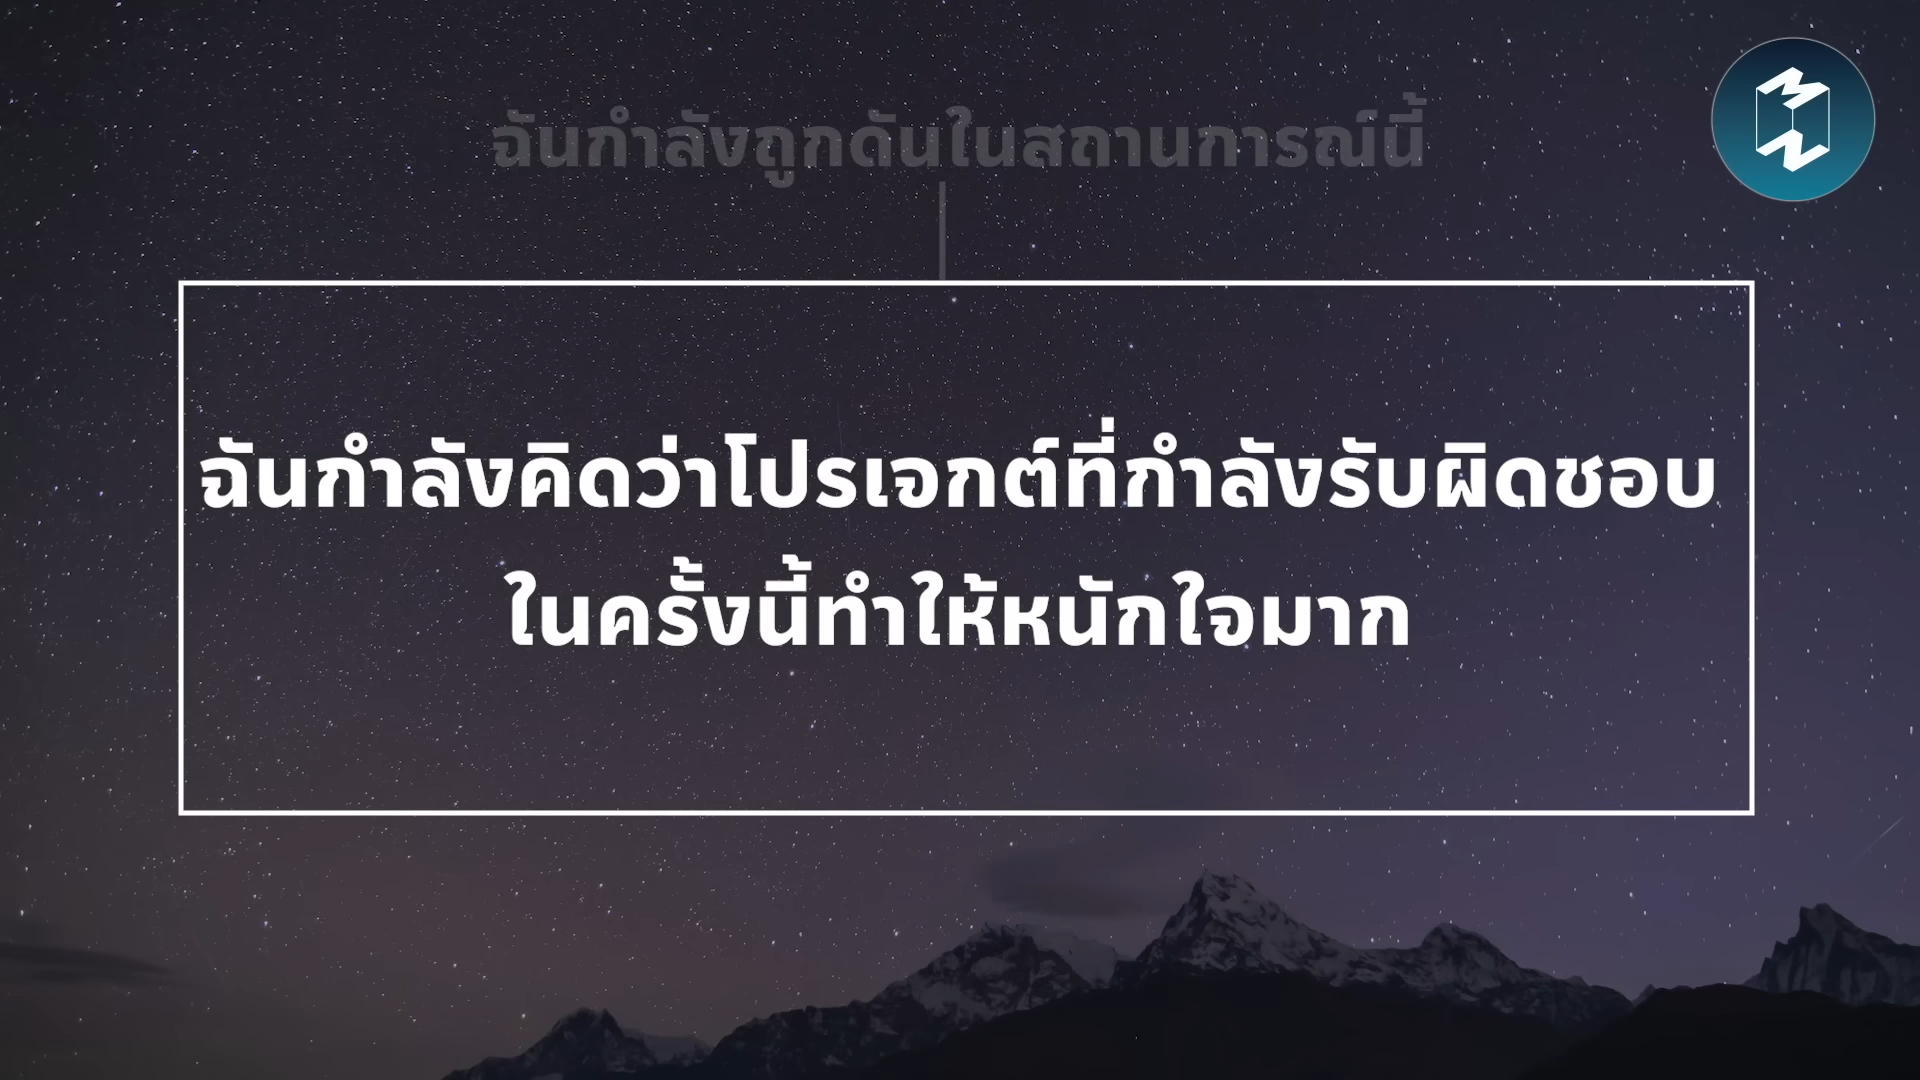 ฉันกำลังถูกดันในสถานการณ์นี้
ฉันกำลังคิดว่าโปรเจกต์ที่กำลังรับผิดชอบ
ในครั้งนี้ทำให้หนักใจมาก